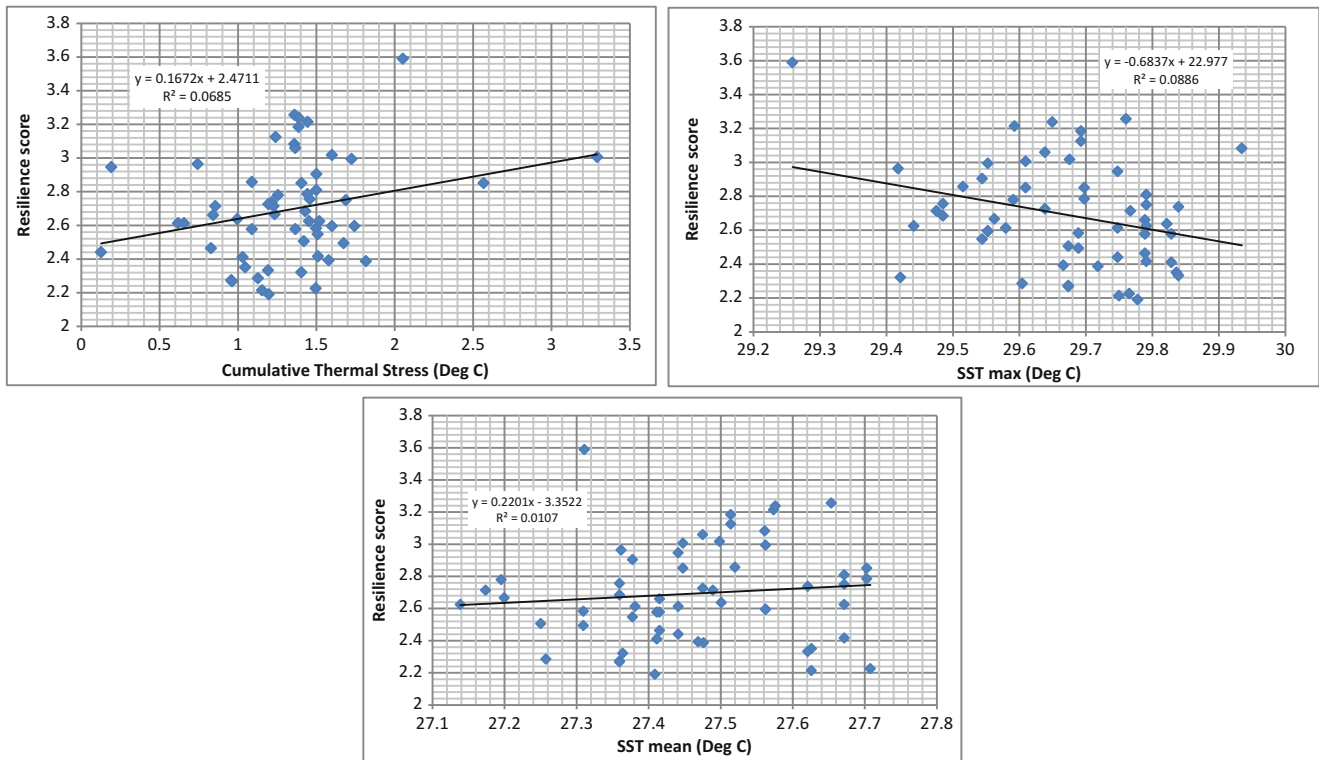 3.8
3.6
3.4
3.2
3
2.8
2.6
2.4
2.2
2
Resilience score
y = 0.1672x + 2.4711
R² = 0.0685
0 0.5 1 1.5 2 2.5 3 3.5
Cumulative Thermal Stress (Deg C)
3.8
3.6
3.4
3.2
3
2.8
2.6
2.4
2.2
2
Resilience score
y = -0.6837x + 22.977
R² = 0.0886
29.2 29.3 29.4 29.5 29.6 29.7 29.8 29.9 30
SST max (Deg C)
3.8
3.6
3.4
3.2
3
2.8
2.6
2.4
2.2
2
Resilience score
y = 0.2201x - 3.3522
R² = 0.0107
27.1 27.2 27.3 27.4 27.5 27.6 27.7 27.8
SST mean (Deg C)